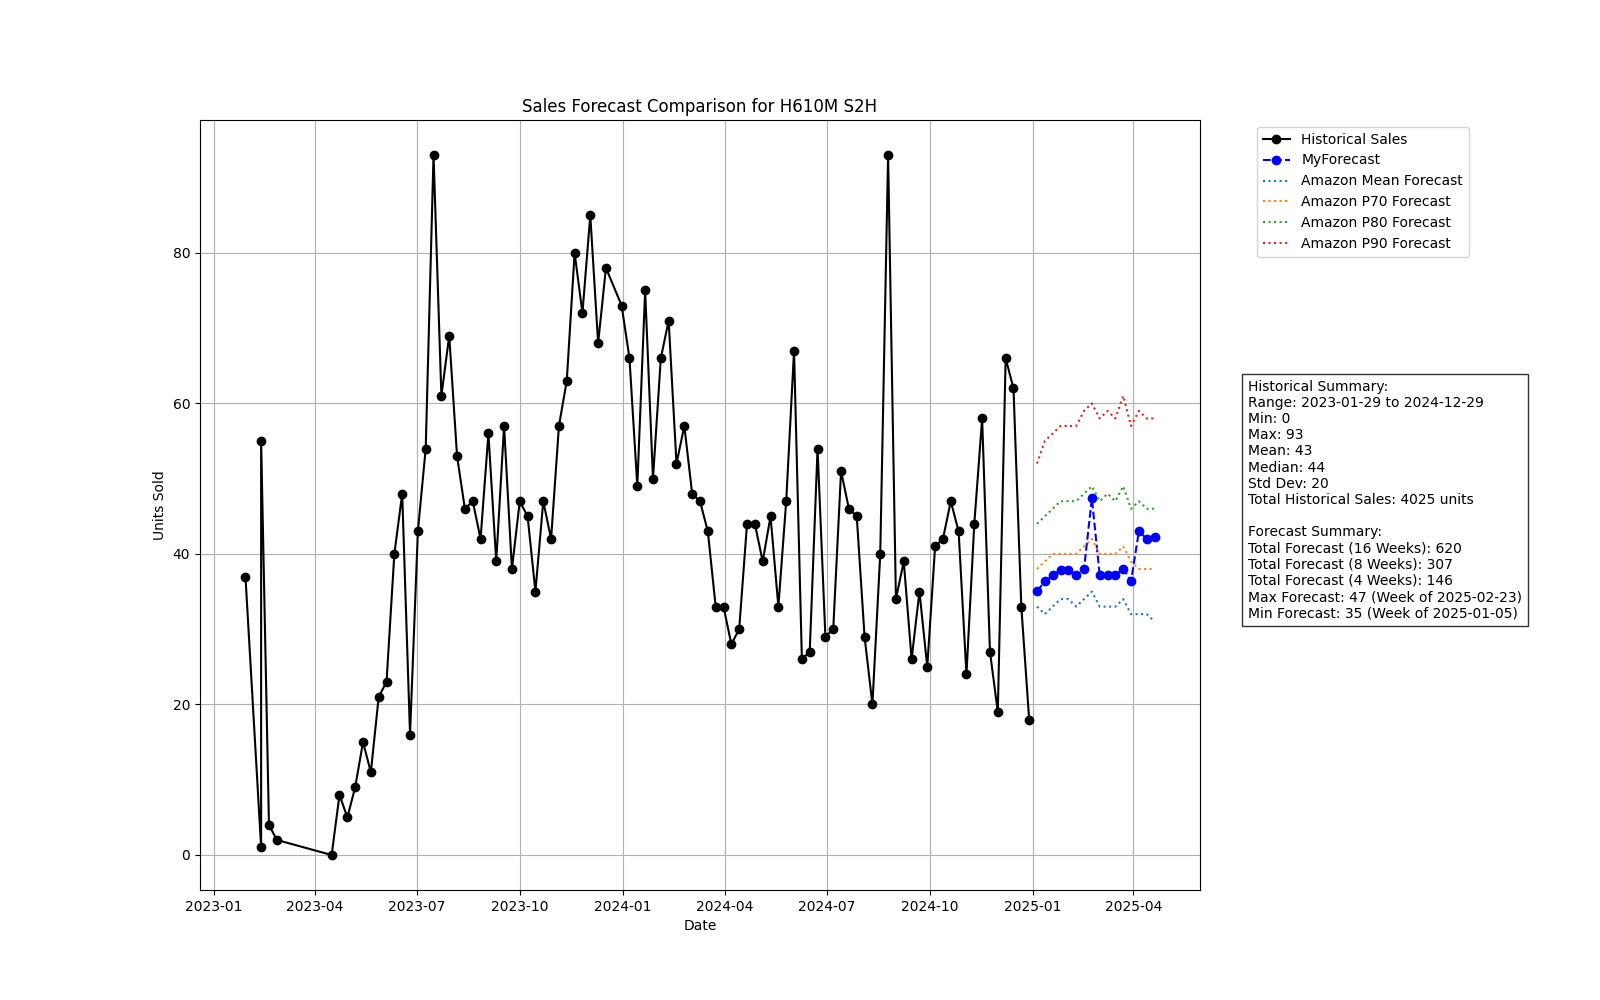 Sales Forecast Comparison for H610M S2H
Historical Sales
MyForecast
Amazon Mean Forecast
Amazon P70 Forecast
Amazon P80 Forecast
Amazon P90 Forecast
Historical Summary:
Range: 2023-01-29 to 2024-12-29
Min: 0
Max: 93
Mean: 43
Median: 44
Std Dev: 20
Total Historical Sales: 4025 units
Forecast Summary:
Total Forecast (16 Weeks): 620
Total Forecast (8 Weeks): 307
Total Forecast (4 Weeks): 146
Max Forecast: 47 (Week of 2025-02-23)
Min Forecast: 35 (Week of 2025-01-05)
Units Sold
80
60
40
20
0
2023-01 2023-04 2023-07 2023-10 2024-01 2024-04 2024-07 2024-10 2025-01 2025-04
Date